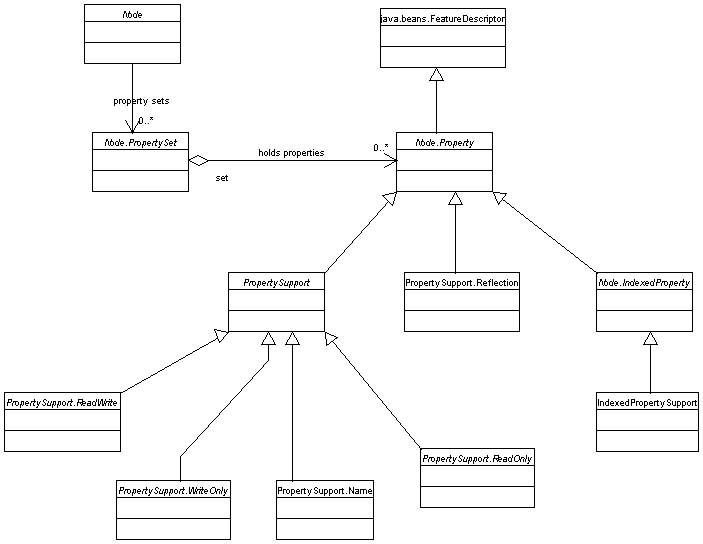 Node
java.beans.FeatureDescriptor
property sets
0..*
Node.PropertySet
Node.Property
holds properties
0..*
set
PropertySupport
PropertySupport.Reflection
Node.IndexedProperty
PropertySupport.ReadWrite
IndexedPropertySupport
PropertySupport.ReadOnly
PropertySupport.WriteOnly
PropertySupport.Name